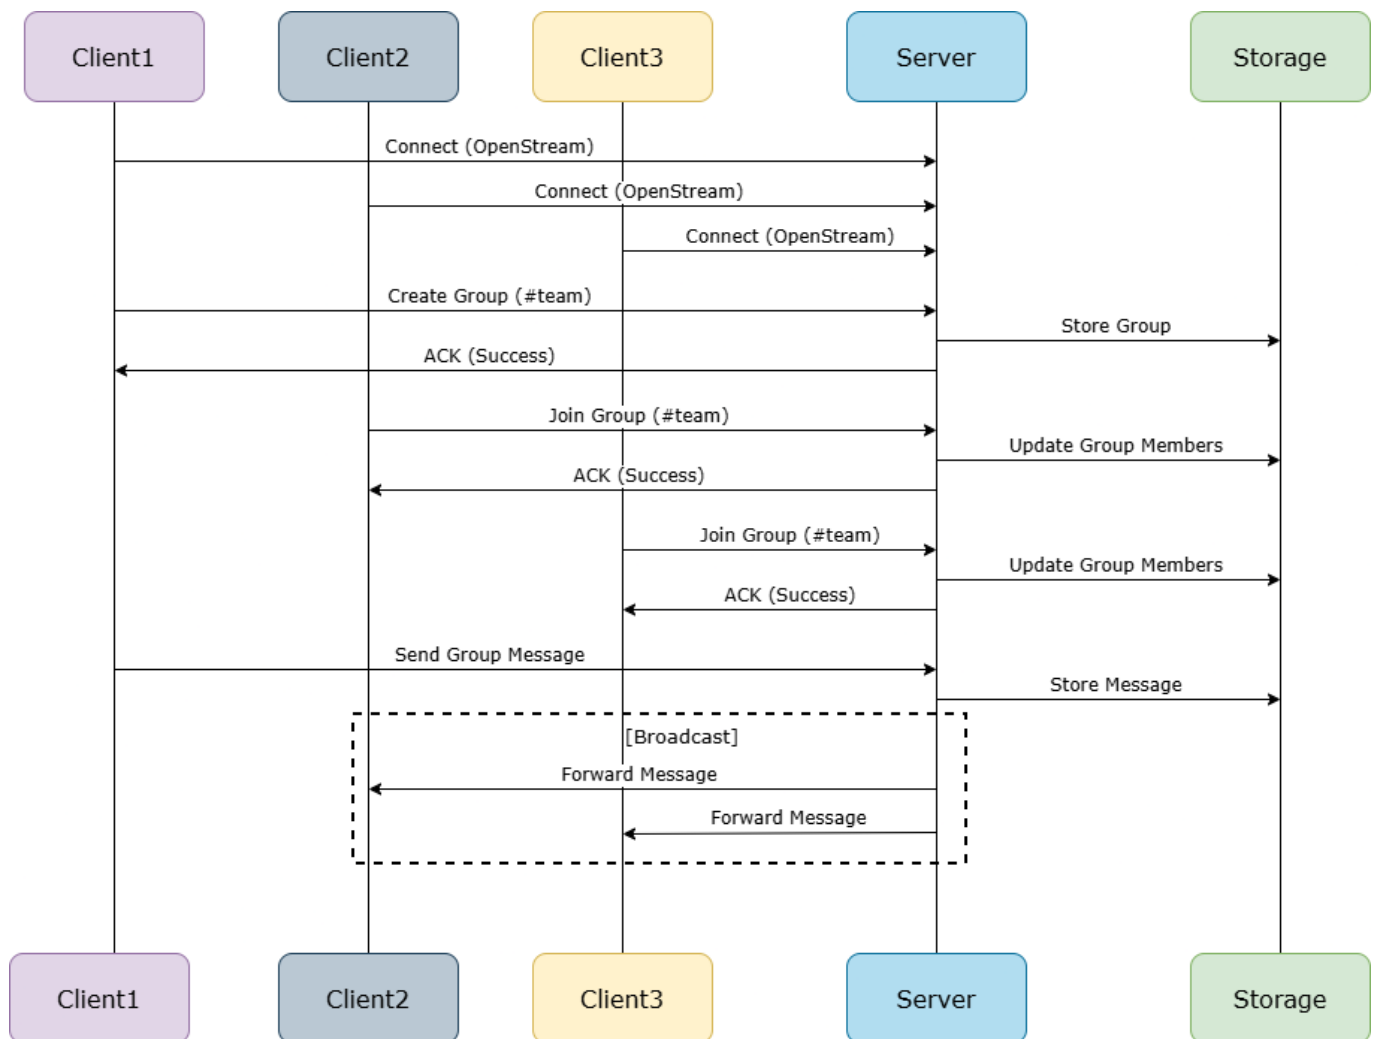 Client1
Client2
Client3
Server
Storage
Connect (OpenStream)
Connect (OpenStream)
Connect (OpenStream)
Create Group (#team)
Store Group
ACK (Success)
Join Group (#team)
Update Group Members
ACK (Success)
Join Group (#team)
Update Group Members
ACK (Success)
Send Group Message
Store Message
[Broadcast]
Forward Message
Forward Message
Client1
Client2
Client3
Server
Storage